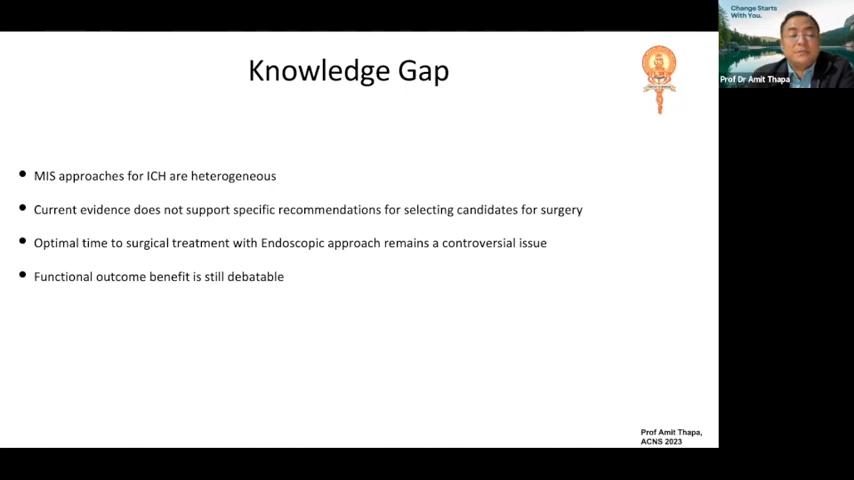 Knowledge Gap
Change Starts
With You.
Prof Dr Amit Thapa
• MIS approaches for ICH are heterogeneous
• Current evidence does not support specific recommendations for selecting candidates for surgery
• Optimal time to surgical treatment with Endoscopic approach remains a controversial issue
• Functional outcome benefit is still debatable
Prof Amit Thapa,
ACNS 2023